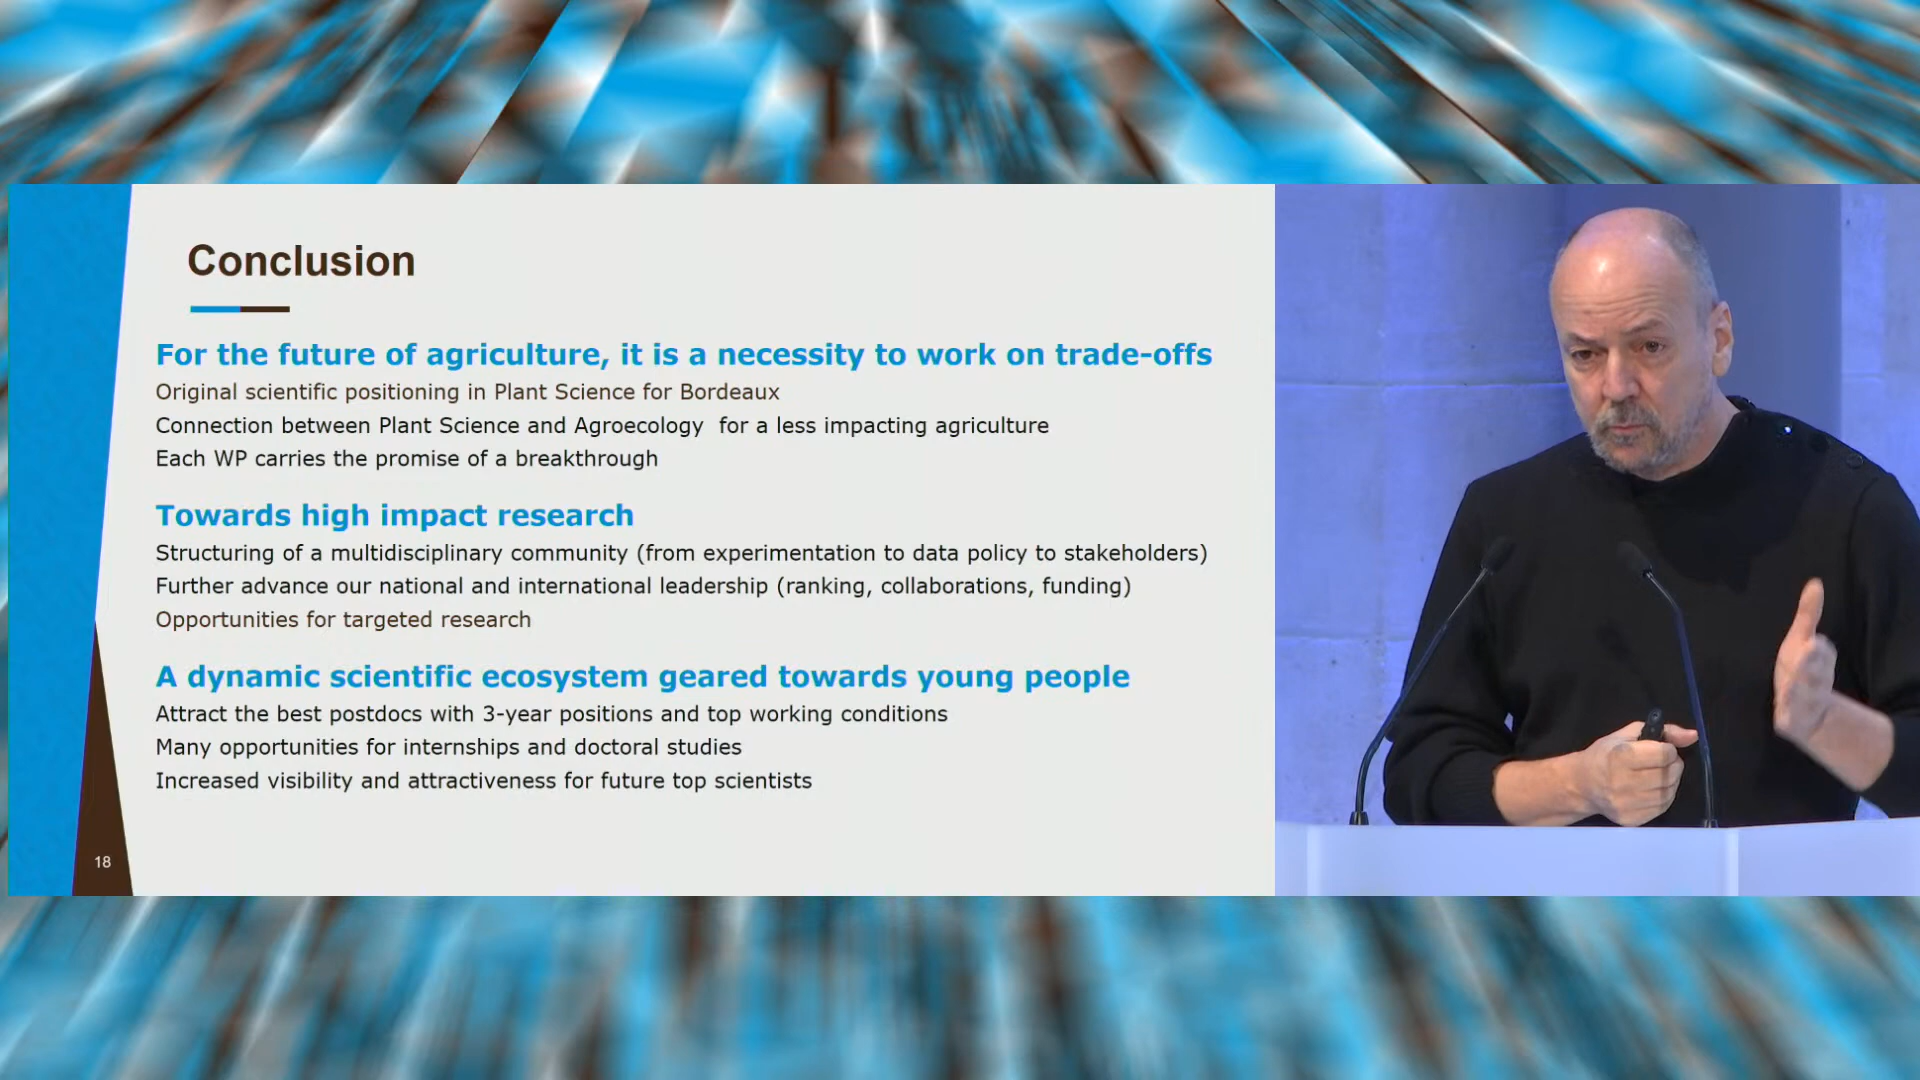 Conclusion
For the future of agriculture, it is a necessity to work on trade-offs
Original scientific positioning in Plant Science for Bordeaux
Connection between Plant Science and Agroecology  for a less impacting agriculture
Each WP carries the promise of a breakthrough
Towards high impact research
Structuring of a multidisciplinary community (from experimentation to data policy to stakeholders)
Further advance our national and international leadership (ranking, collaborations, funding)
Opportunities for targeted research
A dynamic scientific ecosystem geared towards young people
Attract the best postdocs with 3-year positions and top working conditions
Many opportunities for internships and doctoral studies
Increased visibility and attractiveness for future top scientists
18